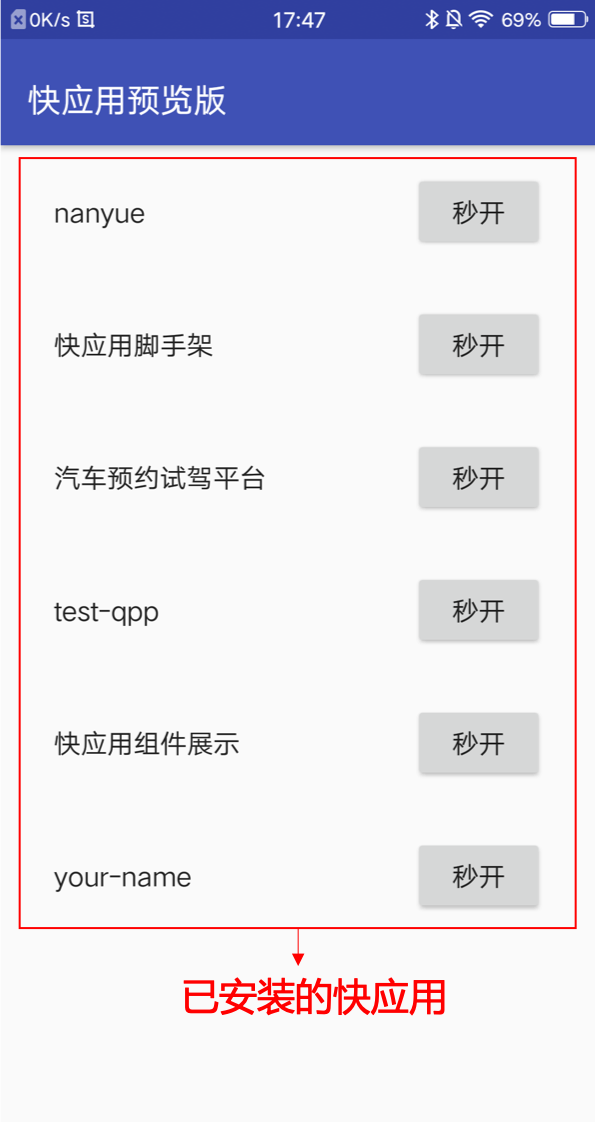 0K/s 17:47 69%
快应用预览版
nanyue 秒开
快应用脚手架 秒开
汽车预约试驾平台 秒开
test-qpp 秒开
快应用组件展示 秒开
your-name 秒开
已安装的快应用